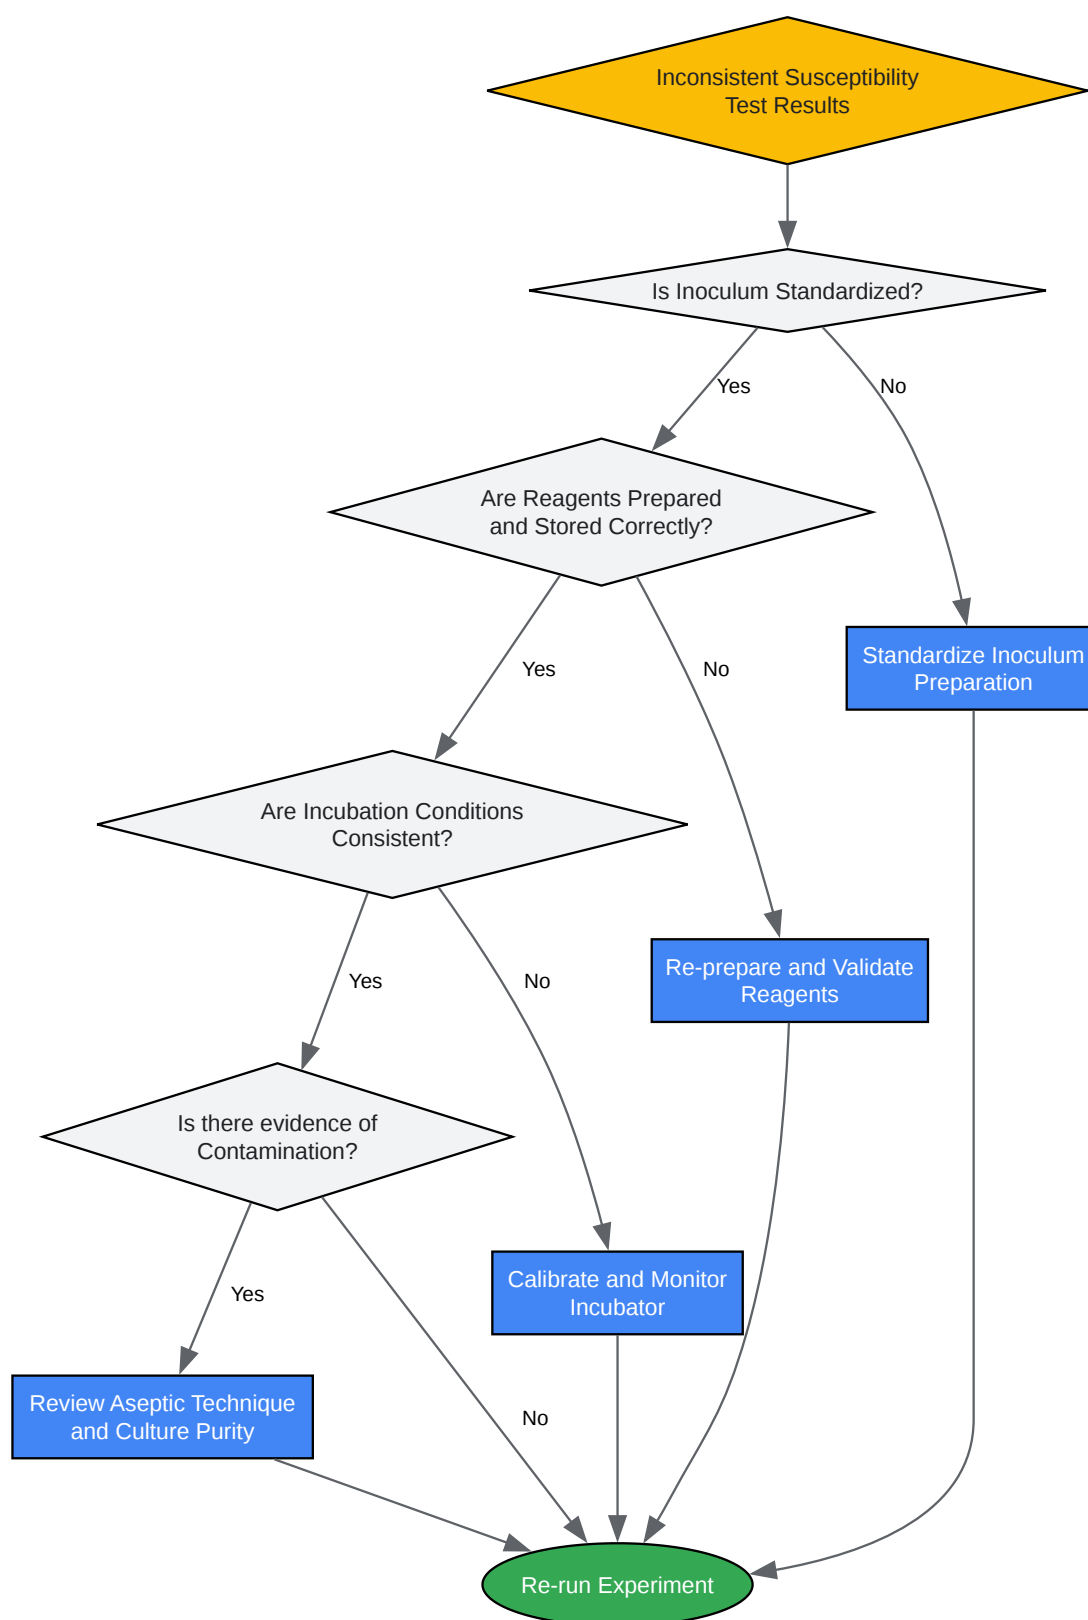 Inconsistent Susceptibility
Test Results
Is Inoculum Standardized?
Yes
No
Are Reagents Prepared
and Stored Correctly?
Standardize Inoculum
Preparation
Yes
No
Are Incubation Conditions
Consistent?
Re-prepare and Validate
Reagents
Yes
No
Is there evidence of
Contamination?
Calibrate and Monitor
Incubator
Yes
Review Aseptic Technique
and Culture Purity
No
Re-run Experiment